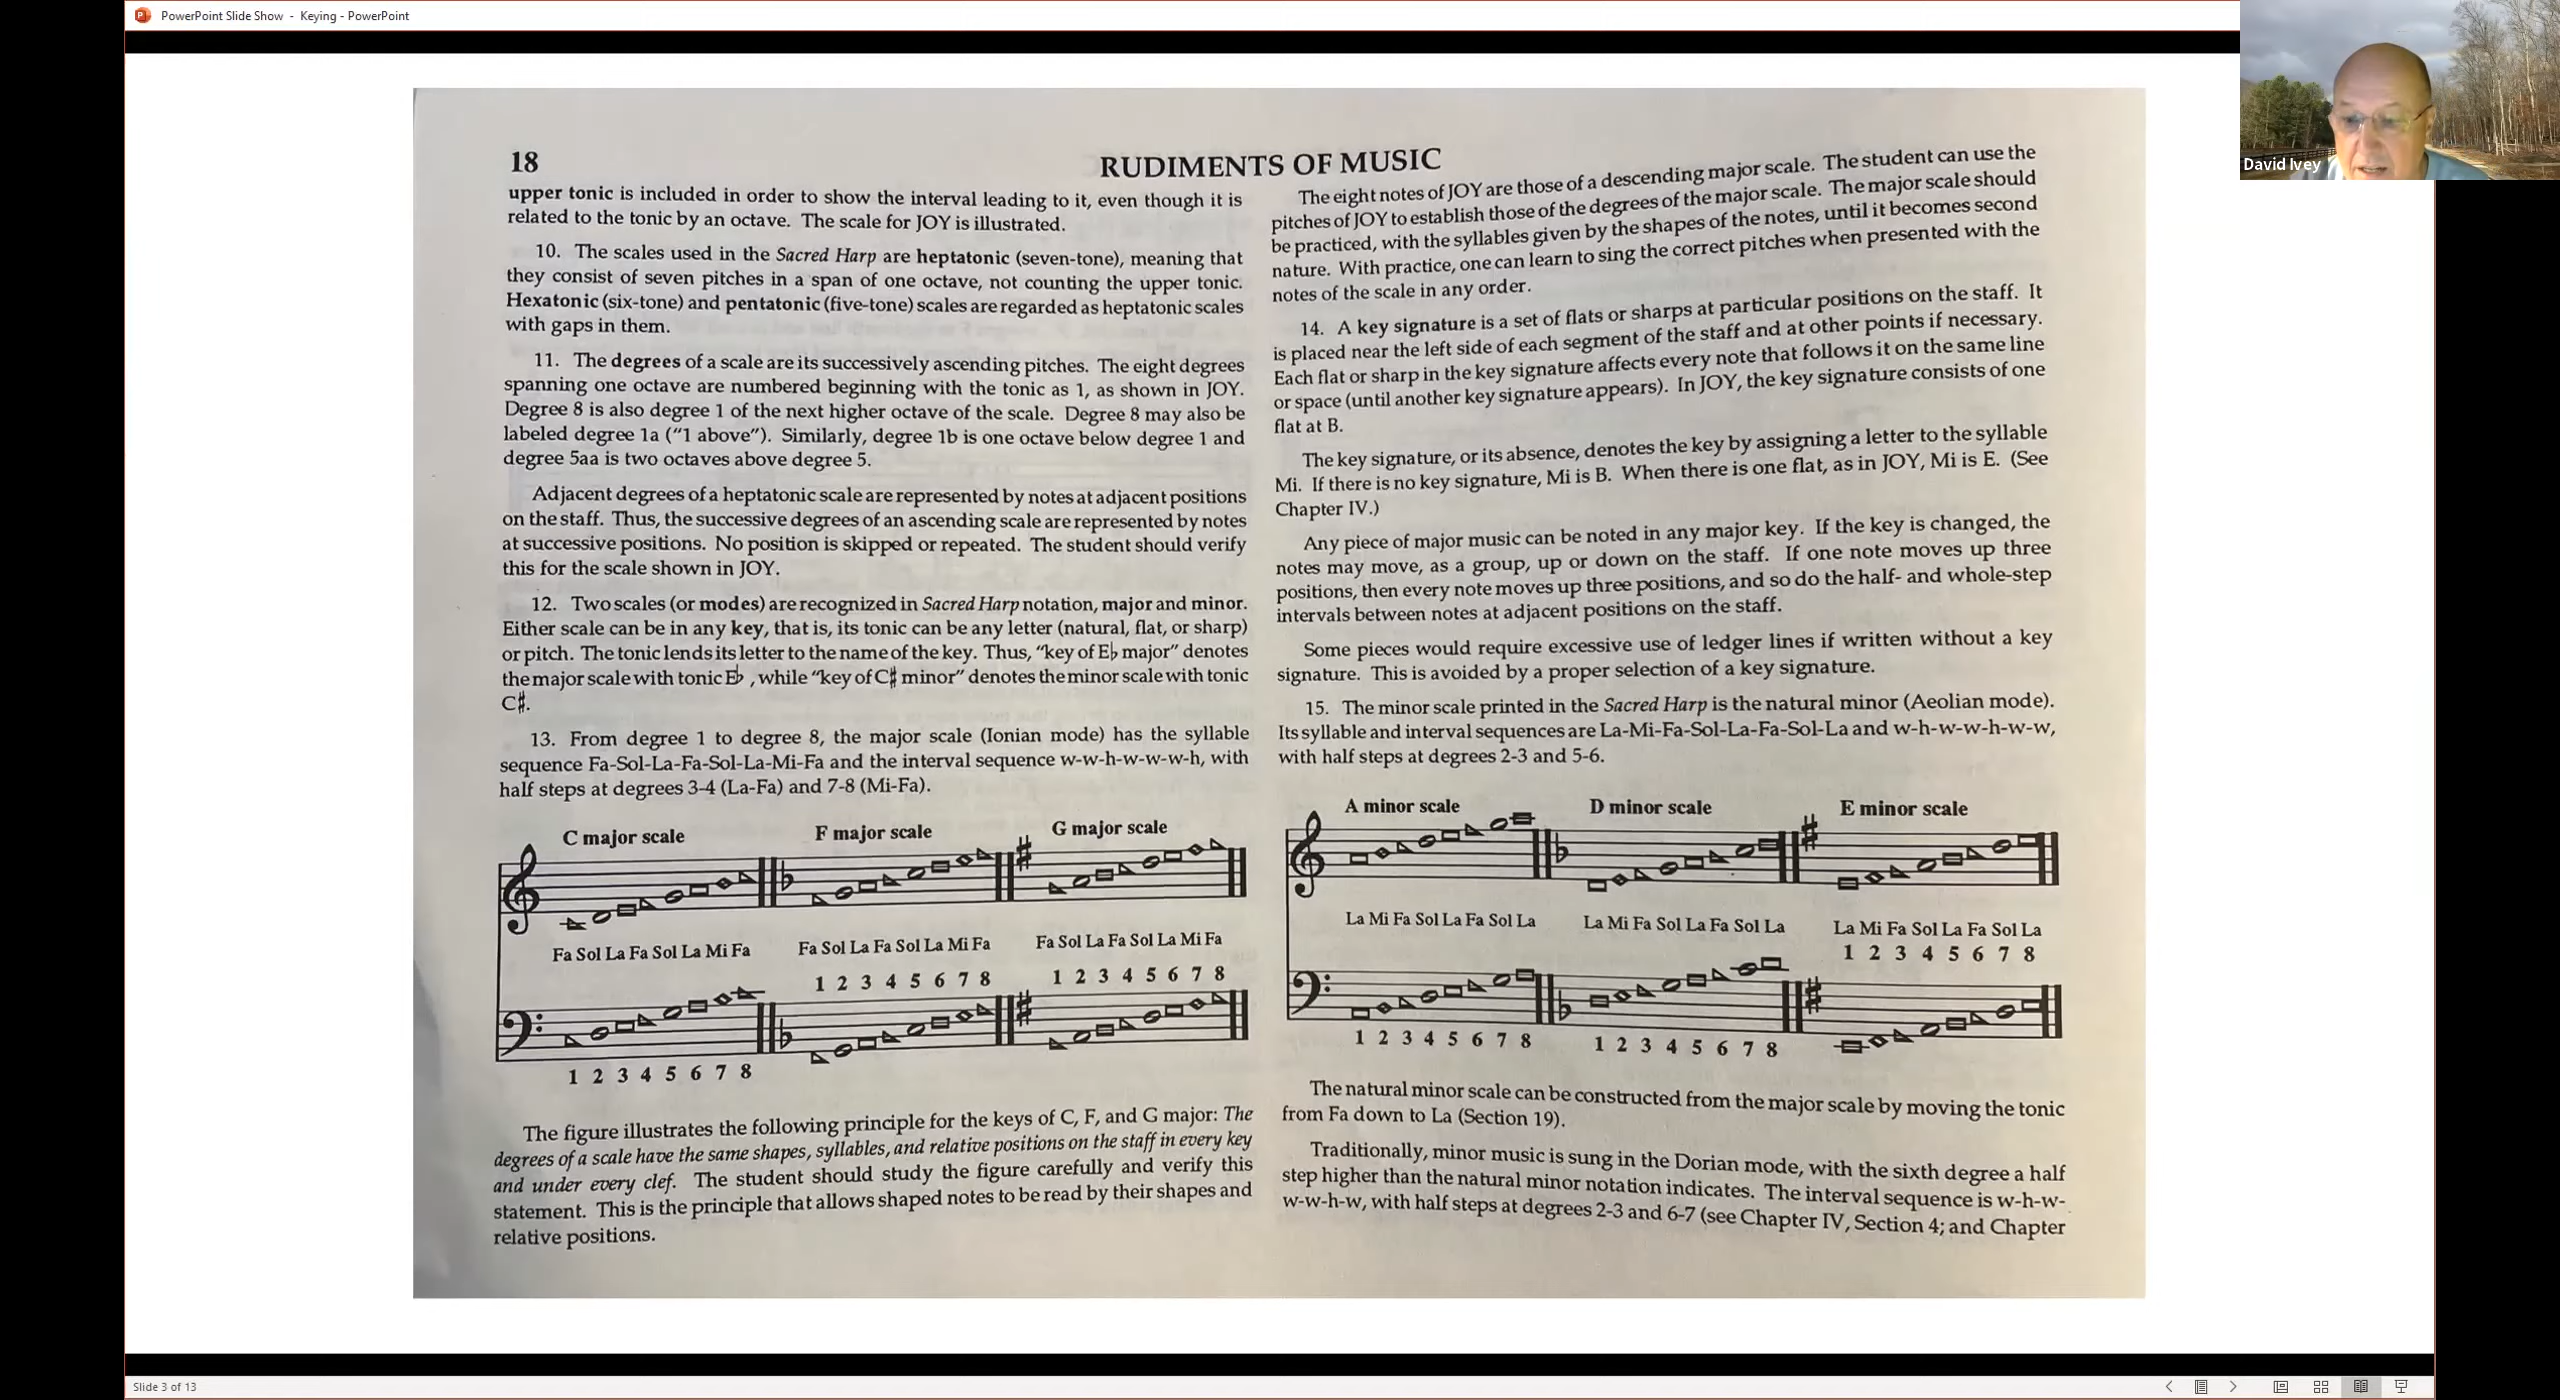 PowerPoint Slide Show - Keying - PowerPoint
David Ivey
18
RUDIMENTS OF MUSIC
upper tonic is included in order to show the interval leading to it, even though it is
related to the tonic by an octave. The scale for JOY is illustrated.
10. The scales used in the Sacred Harp are heptatonic (seven-tone), meaning that
they consist of seven pitches in a span of one octave, not counting the upper tonic.
Hexatonic (six-tone) and pentatonic (five-tone) scales are regarded as heptatonic scales
with gaps in them.
11. The degrees of a scale are its successively ascending pitches. The eight degrees
spanning one octave are numbered beginning with the tonic as 1, as shown in JOY.
Degree 8 is also degree 1 of the next higher octave of the scale. Degree 8 may also be
labeled degree 1a (“1 above”). Similarly, degree 1b is one octave below degree 1 and
degree 5aa is two octaves above degree 5.
Adjacent degrees of a heptatonic scale are represented by notes at adjacent positions
on the staff. Thus, the successive degrees of an ascending scale are represented by notes
at successive positions. No position is skipped or repeated. The student should verify
this for the scale shown in JOY.
12. Two scales (or modes) are recognized in Sacred Harp notation, major and minor.
Either scale can be in any key, that is, its tonic can be any letter (natural, flat, or sharp)
or pitch. The tonic lends its letter to the name of the key. Thus, “key of E♭ major” denotes
the major scale with tonic E♭ , while “key of C♯ minor” denotes the minor scale with tonic
C♯.
13. From degree 1 to degree 8, the major scale (Ionian mode) has the syllable
sequence Fa-Sol-La-Fa-Sol-La-Mi-Fa and the interval sequence w-w-h-w-w-w-h, with
half steps at degrees 3-4 (La-Fa) and 7-8 (Mi-Fa).
C major scale F major scale G major scale
Fa Sol La Fa Sol La Mi Fa Fa Sol La Fa Sol La Mi Fa Fa Sol La Fa Sol La Mi Fa
1 2 3 4 5 6 7 8 1 2 3 4 5 6 7 8
1 2 3 4 5 6 7 8
The figure illustrates the following principle for the keys of C, F, and G major: The
degrees of a scale have the same shapes, syllables, and relative positions on the staff in every key
and under every clef. The student should study the figure carefully and verify this
statement. This is the principle that allows shaped notes to be read by their shapes and
relative positions.
The eight notes of JOY are those of a descending major scale. The student can use the
pitches of JOY to establish those of the degrees of the major scale. The major scale should
be practiced, with the syllables given by the shapes of the notes, until it becomes second
nature. With practice, one can learn to sing the correct pitches when presented with the
notes of the scale in any order.
14. A key signature is a set of flats or sharps at particular positions on the staff. It
is placed near the left side of each segment of the staff and at other points if necessary.
Each flat or sharp in the key signature affects every note that follows it on the same line
or space (until another key signature appears). In JOY, the key signature consists of one
flat at B.
The key signature, or its absence, denotes the key by assigning a letter to the syllable
Mi. If there is no key signature, Mi is B. When there is one flat, as in JOY, Mi is E. (See
Chapter IV.)
Any piece of major music can be noted in any major key. If the key is changed, the
notes may move, as a group, up or down on the staff. If one note moves up three
positions, then every note moves up three positions, and so do the half- and whole-step
intervals between notes at adjacent positions on the staff.
Some pieces would require excessive use of ledger lines if written without a key
signature. This is avoided by a proper selection of a key signature.
15. The minor scale printed in the Sacred Harp is the natural minor (Aeolian mode).
Its syllable and interval sequences are La-Mi-Fa-Sol-La-Fa-Sol-La and w-h-w-w-h-w-w,
with half steps at degrees 2-3 and 5-6.
A minor scale D minor scale E minor scale
La Mi Fa Sol La Fa Sol La La Mi Fa Sol La Fa Sol La La Mi Fa Sol La Fa Sol La
1 2 3 4 5 6 7 8
1 2 3 4 5 6 7 8 1 2 3 4 5 6 7 8
The natural minor scale can be constructed from the major scale by moving the tonic
from Fa down to La (Section 19).
Traditionally, minor music is sung in the Dorian mode, with the sixth degree a half
step higher than the natural minor notation indicates. The interval sequence is w-h-w-
w-w-h-w, with half steps at degrees 2-3 and 6-7 (see Chapter IV, Section 4; and Chapter
Slide 3 of 13